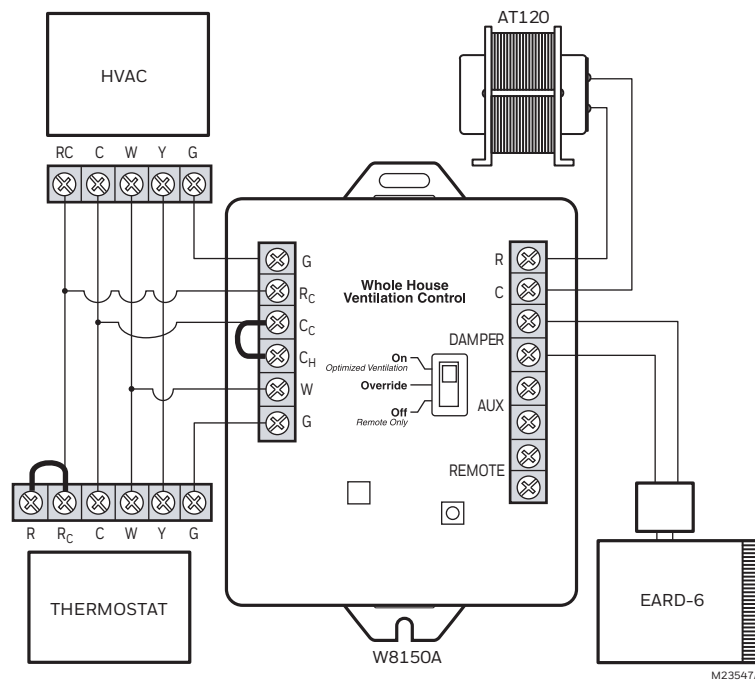 AT120
HVAC
RC C W Y G
G
RC
CC
CH
W
G
Whole House
Ventilation Control
On
Optimized Ventilation
Override
Off
Remote Only
R
C
DAMPER
AUX
REMOTE
R RC C W Y G
THERMOSTAT
W8150A
EARD-6